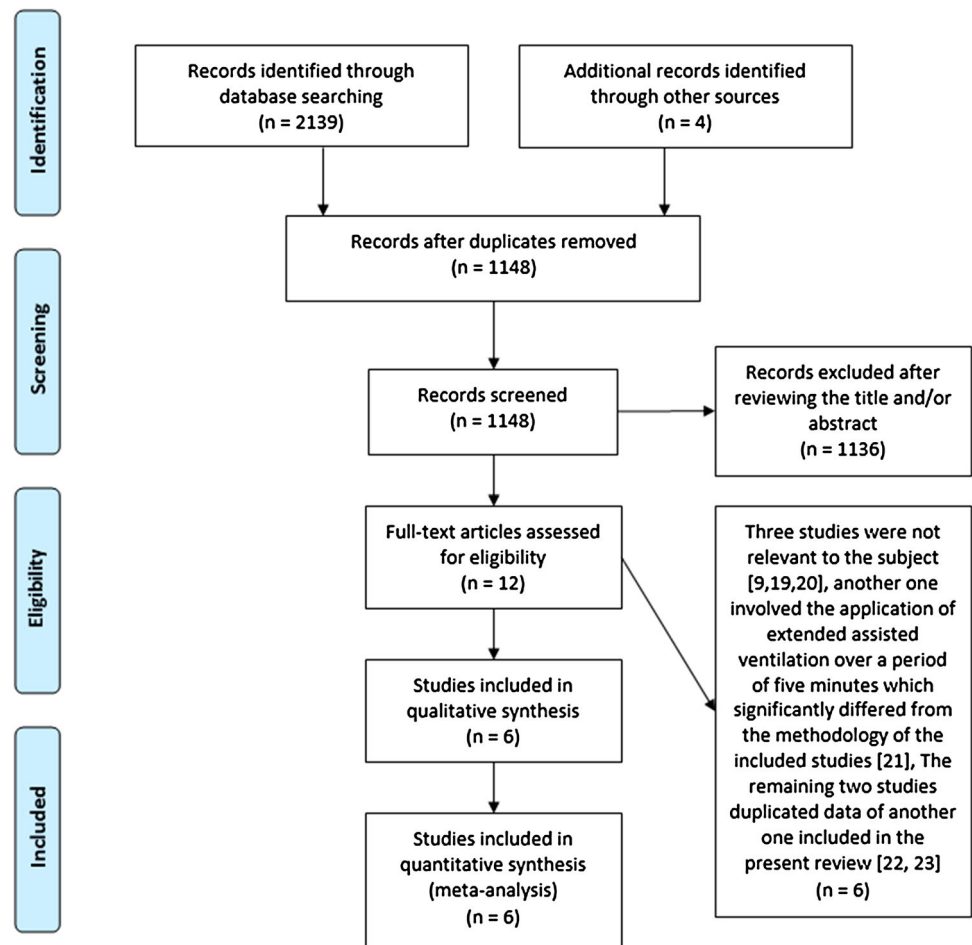 Identification
Records identified through
database searching
(n = 2139)
Additional records identified
through other sources
(n = 4)
Records after duplicates removed
(n = 1148)
Screening
Records screened
(n = 1148)
Records excluded after
reviewing the title and/or
abstract
(n = 1136)
Eligibility
Full-text articles assessed
for eligibility
(n = 12)
Three studies were not
relevant to the subject
[9,19,20], another one
involved the application of
extended assisted
ventilation over a period
of five minutes which
significantly differed from
the methodology of the
included studies [21], The
remaining two studies
duplicated data of another
one included in the
present review [22, 23]
(n = 6)
Studies included in
qualitative synthesis
(n = 6)
Included
Studies included in
quantitative synthesis
(meta-analysis)
(n = 6)